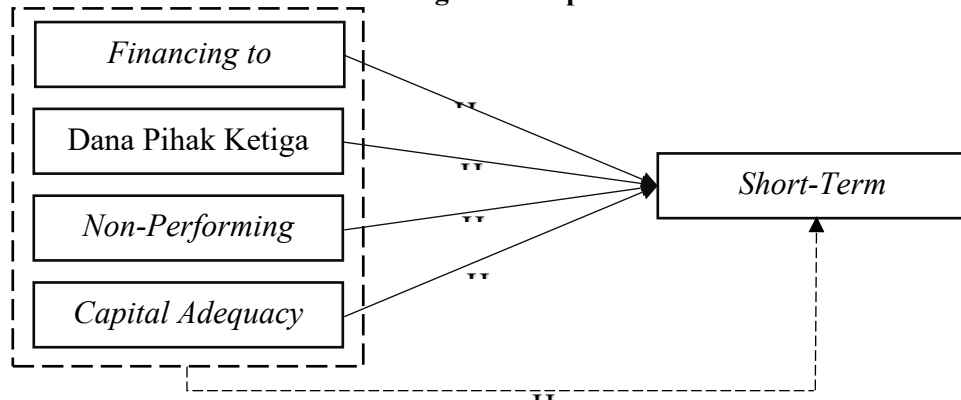 Financing to
Dana Pihak Ketiga
Short-Term
Non-Performing
Capital Adequacy